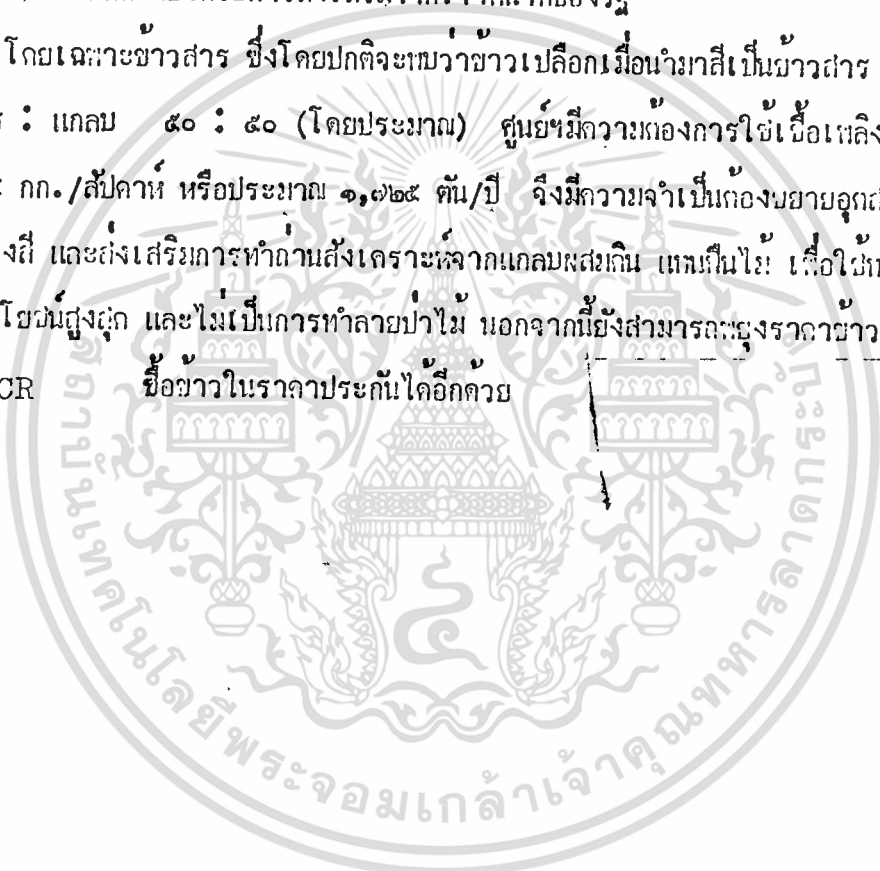 โดยเฉพาะข้าวสาร ซึ่งโดยปกติจะพบว่าข้าวเปลือกเมื่อนำมาสีเป็นข้าวสาร
: แกลบ ๕๐ : ๕๐ (โดยประมาณ) ศูนย์ฯมีความต้องการใช้เชื้อเพลิง
กก./สัปดาห์ หรือประมาณ ๑,๗๒๕ ตัน/ปี จึงมีความจำเป็นต้องขยายอุตส
งสี และส่งเสริมการทำถ่านสังเคราะห์จากแกลบผสมดิน แทนฟืนไม้ เพื่อใช้
โยชน์สูงสุด และไม่เป็นการทำลายป่าไม้ นอกจากนี้ยังสามารถพยุงราคาข้าว
CR ซื้อข้าวในราคาประกันได้อีกด้วย
สถาบันเทคโนโลยีพระจอมเกล้าเจ้าคุณทหารลาดกระบัง